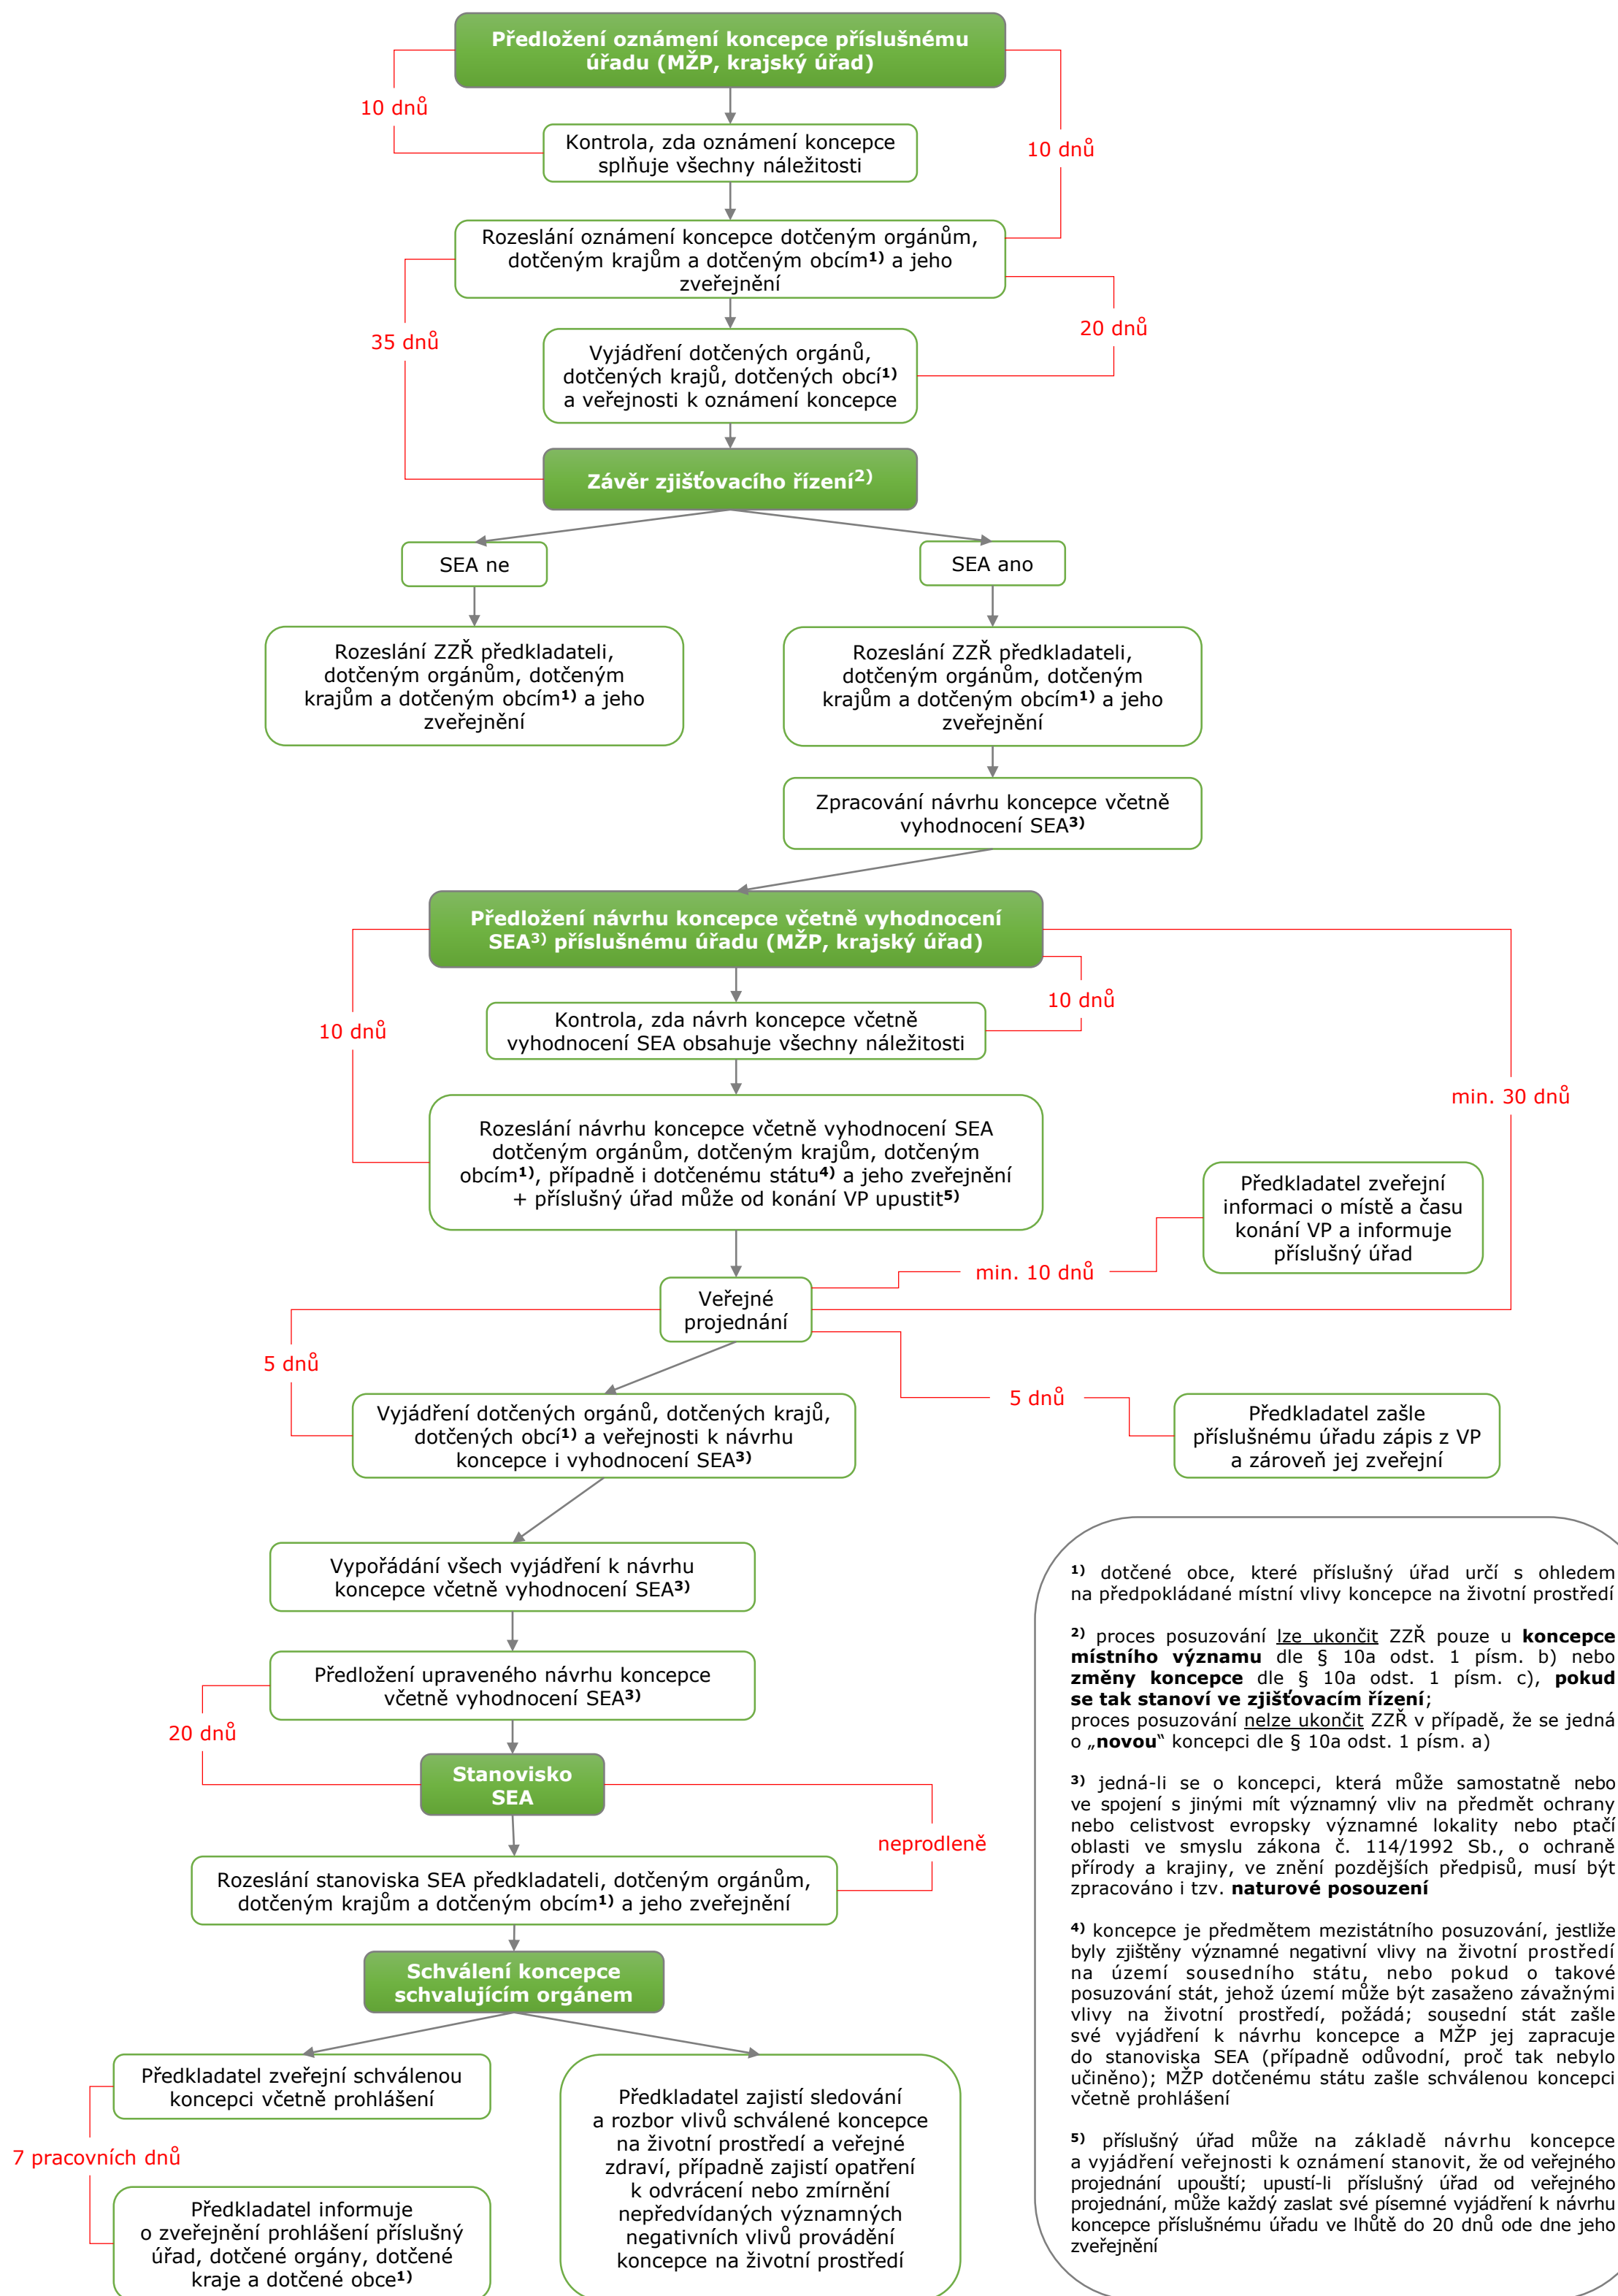 Předložení oznámení koncepce příslušnému
úřadu (MŽP, krajský úřad)
10 dnů
Kontrola, zda oznámení koncepce
splňuje všechny náležitosti
10 dnů
Rozeslání oznámení koncepce dotčeným orgánům,
dotčeným krajům a dotčeným obcím1) a jeho
zveřejnění
35 dnů
20 dnů
Vyjádření dotčených orgánů,
dotčených krajů, dotčených obcí1)
a veřejnosti k oznámení koncepce
Závěr zjišťovacího řízení2)
SEA ne
SEA ano
Rozeslání ZZŘ předkladateli,
dotčeným orgánům, dotčeným
krajům a dotčeným obcím1) a jeho
zveřejnění
Rozeslání ZZŘ předkladateli,
dotčeným orgánům, dotčeným
krajům a dotčeným obcím1) a jeho
zveřejnění
Zpracování návrhu koncepce včetně
vyhodnocení SEA3)
Předložení návrhu koncepce včetně vyhodnocení
SEA3) příslušnému úřadu (MŽP, krajský úřad)
10 dnů
Kontrola, zda návrh koncepce včetně
vyhodnocení SEA obsahuje všechny náležitosti
10 dnů
min. 30 dnů
Rozeslání návrhu koncepce včetně vyhodnocení SEA
dotčeným orgánům, dotčeným krajům, dotčeným
obcím1), případně i dotčenému státu4) a jeho zveřejnění
+ příslušný úřad může od konání VP upustit5)
Předkladatel zveřejní
informaci o místě a času
konání VP a informuje
příslušný úřad
min. 10 dnů
Veřejné
projednání
5 dnů
5 dnů
Vyjádření dotčených orgánů, dotčených krajů,
dotčených obcí1) a veřejnosti k návrhu
koncepce i vyhodnocení SEA3)
Předkladatel zašle
příslušnému úřadu zápis z VP
a zároveň jej zveřejní
Vypořádání všech vyjádření k návrhu
koncepce včetně vyhodnocení SEA3)
Předložení upraveného návrhu koncepce
včetně vyhodnocení SEA3)
20 dnů
Stanovisko
SEA
neprodleně
Rozeslání stanoviska SEA předkladateli, dotčeným orgánům,
dotčeným krajům a dotčeným obcím1) a jeho zveřejnění
Schválení koncepce
schvalujícím orgánem
Předkladatel zveřejní schválenou
koncepci včetně prohlášení
7 pracovních dnů
Předkladatel informuje
o zveřejnění prohlášení příslušný
úřad, dotčené orgány, dotčené
kraje a dotčené obce1)
Předkladatel zajistí sledování
a rozbor vlivů schválené koncepce
na životní prostředí a veřejné
zdraví, případně zajistí opatření
k odvrácení nebo zmírnění
nepředvídaných významných
negativních vlivů provádění
koncepce na životní prostředí
1) dotčené obce, které příslušný úřad určí s ohledem
na předpokládané místní vlivy koncepce na životní prostředí
2) proces posuzování lze ukončit ZZŘ pouze u koncepce
místního významu dle § 10a odst. 1 písm. b) nebo
změny koncepce dle § 10a odst. 1 písm. c), pokud
se tak stanoví ve zjišťovacím řízení;
proces posuzování nelze ukončit ZZŘ v případě, že se jedná
o „novou“ koncepci dle § 10a odst. 1 písm. a)
3) jedná-li se o koncepci, která může samostatně nebo
ve spojení s jinými mít významný vliv na předmět ochrany
nebo celistvost evropsky významné lokality nebo ptačí
oblasti ve smyslu zákona č. 114/1992 Sb., o ochraně
přírody a krajiny, ve znění pozdějších předpisů, musí být
zpracováno i tzv. naturové posouzení
4) koncepce je předmětem mezistátního posuzování, jestliže
byly zjištěny významné negativní vlivy na životní prostředí
na území sousedního státu, nebo pokud o takové
posuzování stát, jehož území může být zasaženo závažnými
vlivy na životní prostředí, požádá; sousední stát zašle
své vyjádření k návrhu koncepce a MŽP jej zapracuje
do stanoviska SEA (případně odůvodní, proč tak nebylo
učiněno); MŽP dotčenému státu zašle schválenou koncepci
včetně prohlášení
5) příslušný úřad může na základě návrhu koncepce
a vyjádření veřejnosti k oznámení stanovit, že od veřejného
projednání upouští; upustí-li příslušný úřad od veřejného
projednání, může každý zaslat své písemné vyjádření k návrhu
koncepce příslušnému úřadu ve lhůtě do 20 dnů ode dne jeho
zveřejnění